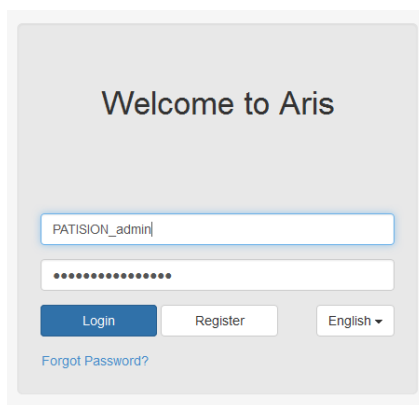 Welcome to Aris
PATISION_admin
●●●●●●●●●●●●●●●●
Login Register English
Forgot Password?